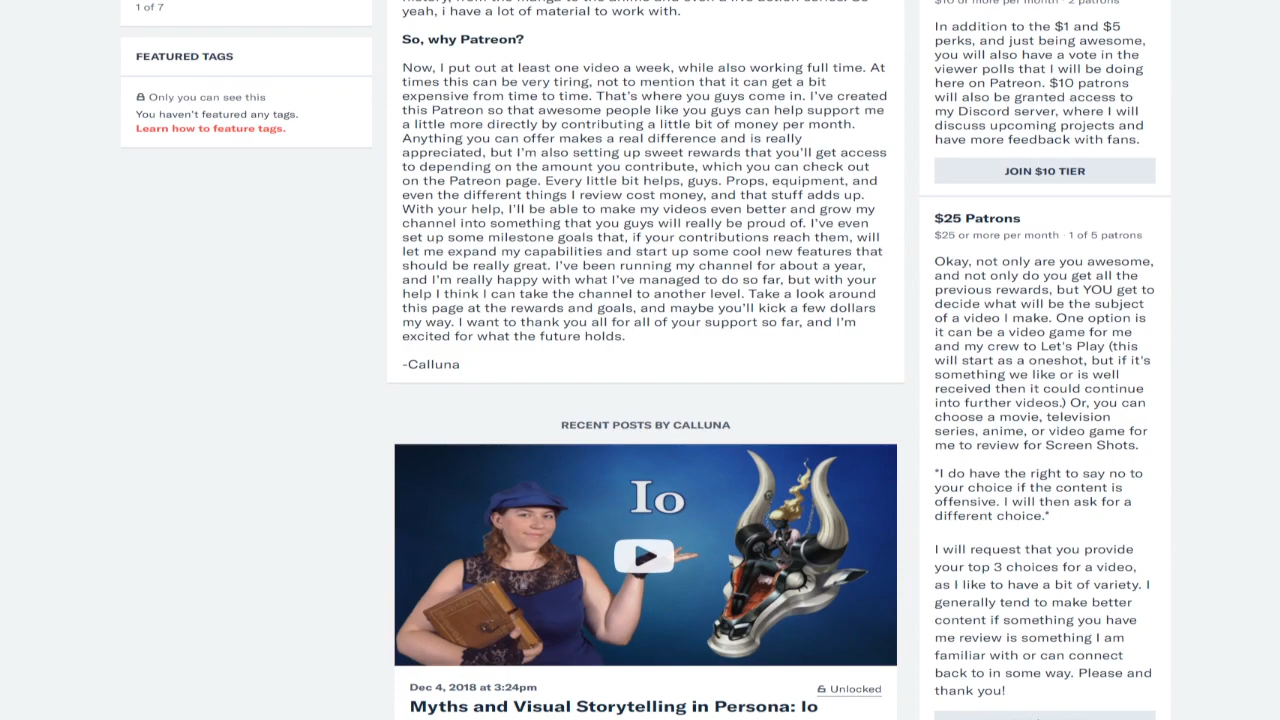 1 of 7
FEATURED TAGS
Only you can see this
You haven't featured any tags.
Learn how to feature tags.
yeah, i have a lot of material to work with.
So, why Patreon?
Now, I put out at least one video a week, while also working full time. At
times this can be very tiring, not to mention that it can get a bit
expensive from time to time. That's where you guys come in. I've created
this Patreon so that awesome people like you guys can help support me
a little more directly by contributing a little bit of money per month.
Anything you can offer makes a real difference and is really
appreciated, but I'm also setting up sweet rewards that you'll get access
to depending on the amount you contribute, which you can check out
on the Patreon page. Every little bit helps, guys. Props, equipment, and
even the different things I review cost money, and that stuff adds up.
With your help, I'll be able to make my videos even better and grow my
channel into something that you guys will really be proud of. I've even
set up some milestone goals that, if your contributions reach them, will
let me expand my capabilities and start up some cool new features that
should be really great. I've been running my channel for about a year,
and I'm really happy with what I've managed to do so far, but with your
help I think I can take the channel to another level. Take a look around
this page at the rewards and goals, and maybe you'll kick a few dollars
my way. I want to thank you all for all of your support so far, and I'm
excited for what the future holds.
-Calluna
RECENT POSTS BY CALLUNA
Io
Dec 4, 2018 at 3:24pm
Unlocked
Myths and Visual Storytelling in Persona: Io
$10 or more per month · 2 patrons
In addition to the $1 and $5
perks, and just being awesome,
you will also have a vote in the
viewer polls that I will be doing
here on Patreon. $10 patrons
will also be granted access to
my Discord server, where I will
discuss upcoming projects and
have more feedback with fans.
JOIN $10 TIER
$25 Patrons
$25 or more per month · 1 of 5 patrons
Okay, not only are you awesome,
and not only do you get all the
previous rewards, but YOU get to
decide what will be the subject
of a video I make. One option is
it can be a video game for me
and my crew to Let's Play (this
will start as a oneshot, but if it's
something we like or is well
received then it could continue
into further videos.) Or, you can
choose a movie, television
series, anime, or video game for
me to review for Screen Shots.
*I do have the right to say no to
your choice if the content is
offensive. I will then ask for a
different choice.*
I will request that you provide
your top 3 choices for a video,
as I like to have a bit of variety. I
generally tend to make better
content if something you have
me review is something I am
familiar with or can connect
back to in some way. Please and
thank you!